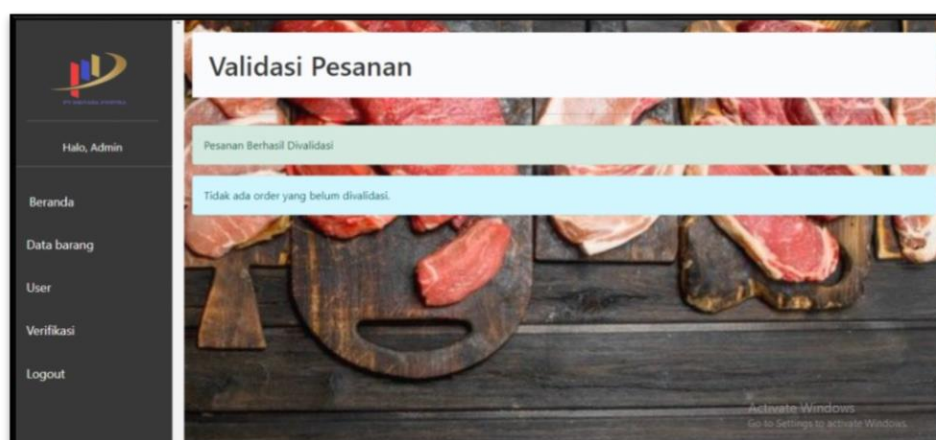 Validasi Pesanan
Halo, Admin
Pesanan Berhasil Divalidasi
Tidak ada order yang belum divalidasi.
Beranda
Data barang
User
Verifikasi
Logout
Activate Windows
Go to Settings to activate Windows.